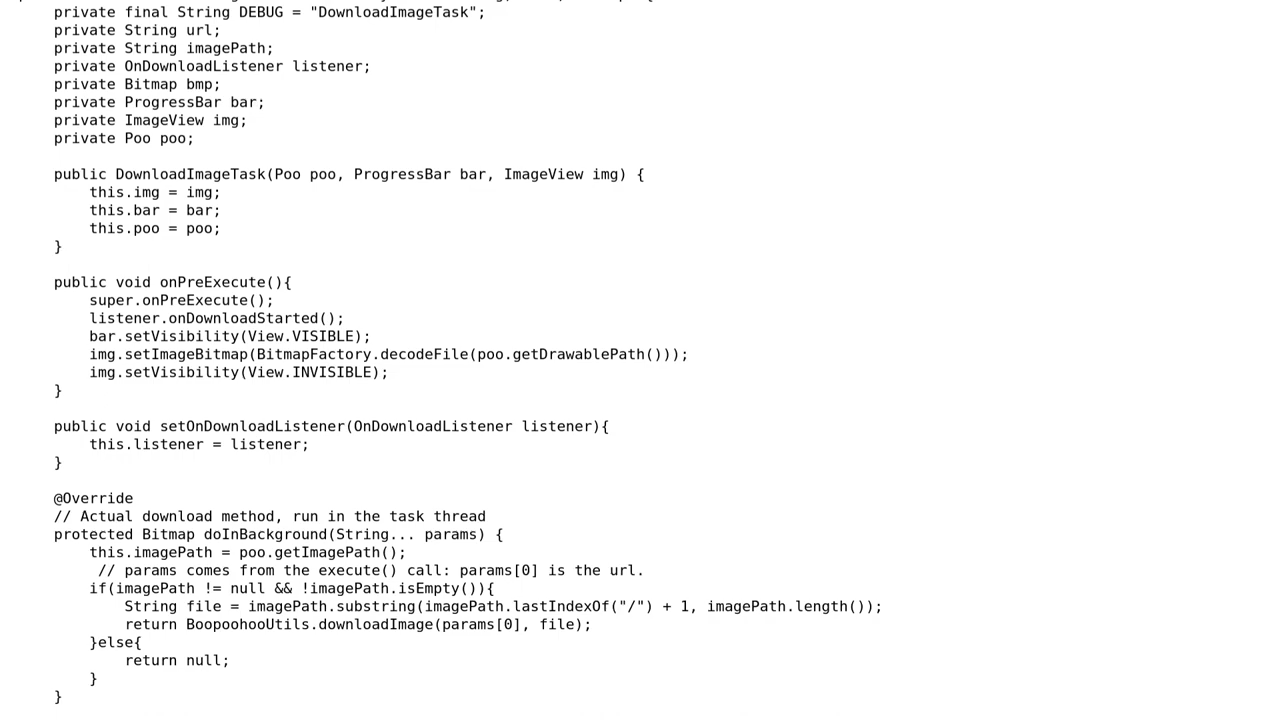 private final String DEBUG = "DownloadImageTask";
private String url;
private String imagePath;
private OnDownloadListener listener;
private Bitmap bmp;
private ProgressBar bar;
private ImageView img;
private Poo poo;
public DownloadImageTask(Poo poo, ProgressBar bar, ImageView img) {
this.img = img;
this.bar = bar;
this.poo = poo;
}
public void onPreExecute(){
super.onPreExecute();
listener.onDownloadStarted();
bar.setVisibility(View.VISIBLE);
img.setImageBitmap(BitmapFactory.decodeFile(poo.getDrawablePath()));
img.setVisibility(View.INVISIBLE);
}
public void setOnDownloadListener(OnDownloadListener listener){
this.listener = listener;
}
@Override
// Actual download method, run in the task thread
protected Bitmap doInBackground(String... params) {
this.imagePath = poo.getImagePath();
// params comes from the execute() call: params[0] is the url.
if(imagePath != null && !imagePath.isEmpty()){
String file = imagePath.substring(imagePath.lastIndexOf("/") + 1, imagePath.length());
return BoopoohooUtils.downloadImage(params[0], file);
}else{
return null;
}
}